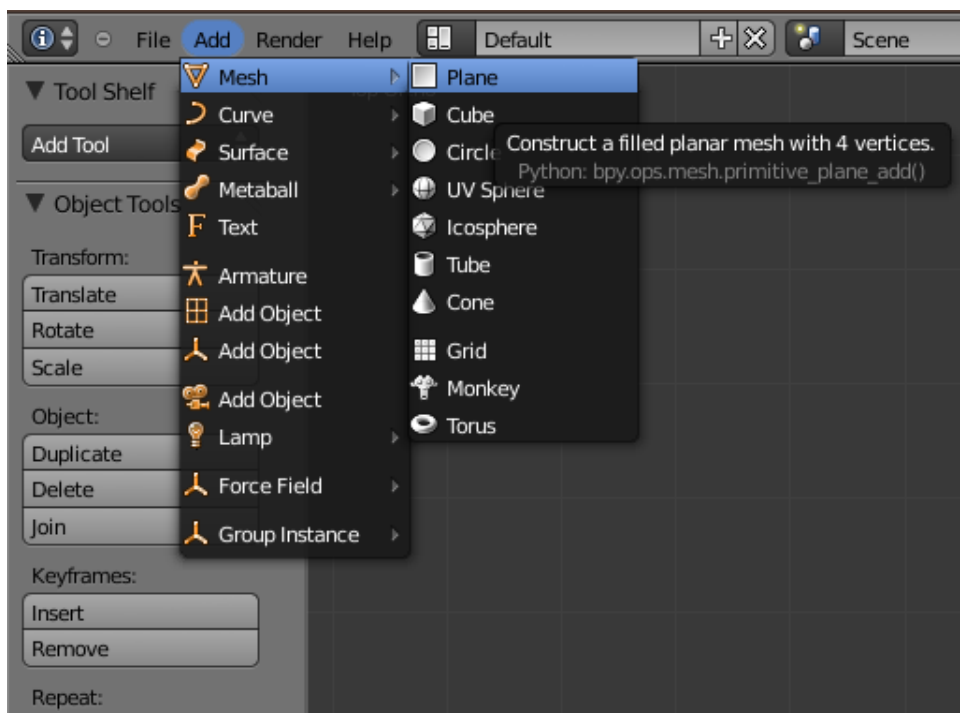 File Add Render Help Default Scene
Tool Shelf
Add Tool
Object Tools
Transform:
Translate
Rotate
Scale
Object:
Duplicate
Delete
Join
Keyframes:
Insert
Remove
Repeat:
Mesh
Curve
Surface
Metaball
Text
Armature
Add Object
Add Object
Add Object
Lamp
Force Field
Group Instance
Plane
Cube
Circle
UV Sphere
Icosphere
Tube
Cone
Grid
Monkey
Torus
Construct a filled planar mesh with 4 vertices.
Python: bpy.ops.mesh.primitive_plane_add()